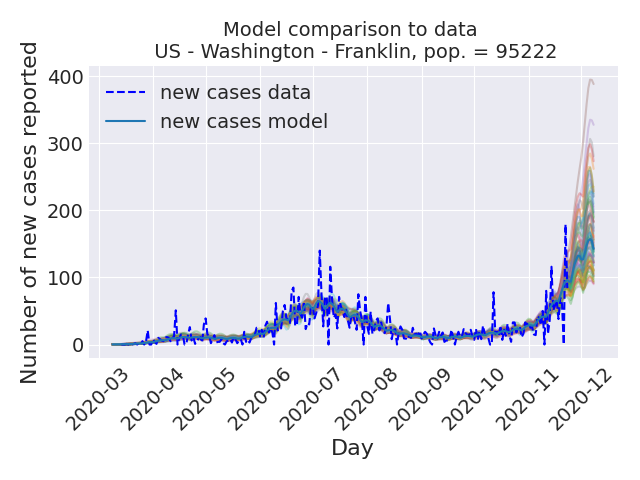 Model comparison to data
US - Washington - Franklin, pop. = 95222
Number of new cases reported
400
300
200
100
0
new cases data
new cases model
2020-03
2020-04
2020-05
2020-06
2020-07
2020-08
2020-09
2020-10
2020-11
2020-12
Day